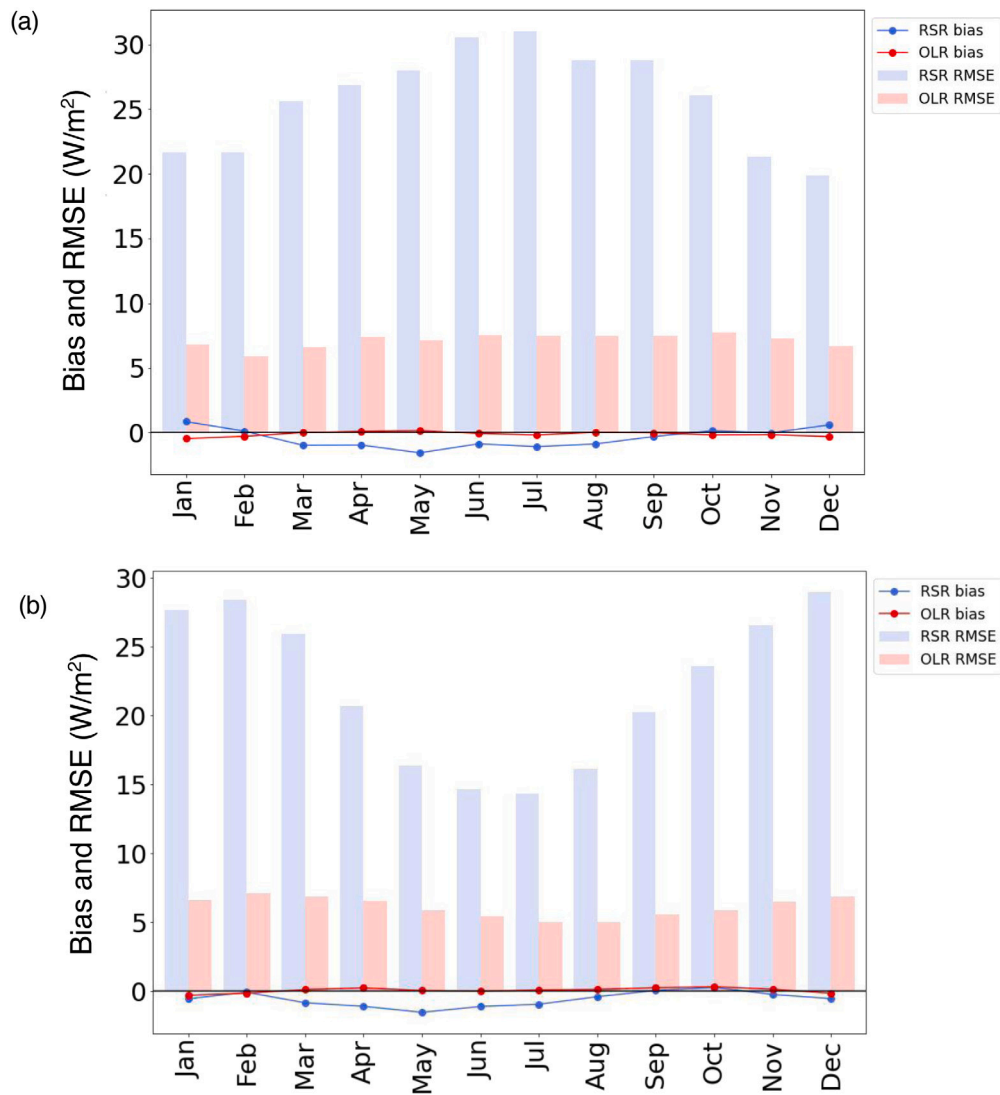 (a)
Bias and RMSE (W/m²)
30
25
20
15
10
5
0
Jan
Feb
Mar
Apr
May
Jun
Jul
Aug
Sep
Oct
Nov
Dec
RSR bias
OLR bias
RSR RMSE
OLR RMSE
(b)
Bias and RMSE (W/m²)
30
25
20
15
10
5
0
Jan
Feb
Mar
Apr
May
Jun
Jul
Aug
Sep
Oct
Nov
Dec
RSR bias
OLR bias
RSR RMSE
OLR RMSE